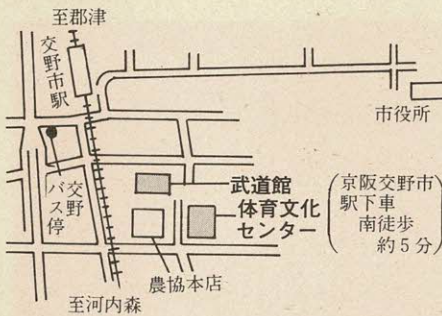 至郡津
交野市駅
市役所
交野
バス停
武道館
体育文化
センター
(京阪交野市
駅下車
南徒歩
約5分)
農協本店
至河内森